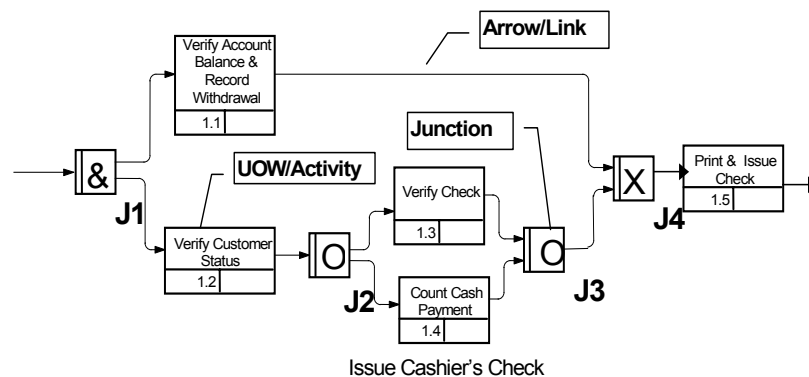 Arrow/Link
Verify Account
Balance &
Record
Withdrawal
1.1
Junction
UOW/Activity
&
J1
Verify Check
1.3
X
Print & Issue
Check
1.5
J4
Verify Customer
Status
1.2
O
J2
O
J3
Count Cash
Payment
1.4
Issue Cashier's Check